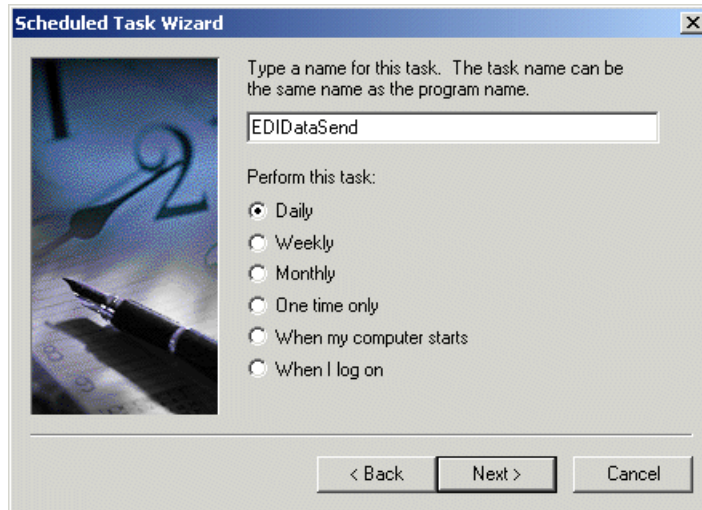 Scheduled Task Wizard
Type a name for this task.  The task name can be
the same name as the program name.
EDIDataSend
Perform this task:
Daily
Weekly
Monthly
One time only
When my computer starts
When I log on
< Back
Next >
Cancel